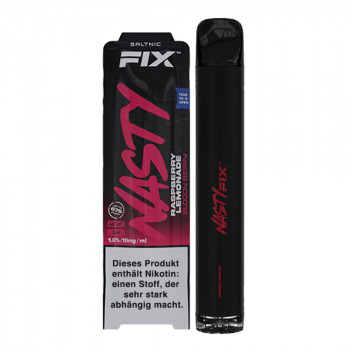 SALTNIC
FIX™
NASTY
RASPBERRY
LEMONADE
1.0%/10mg/ml
Dieses Produkt
enthält Nikotin:
einen Stoff, der
sehr stark
abhängig macht.
NASTY FIX